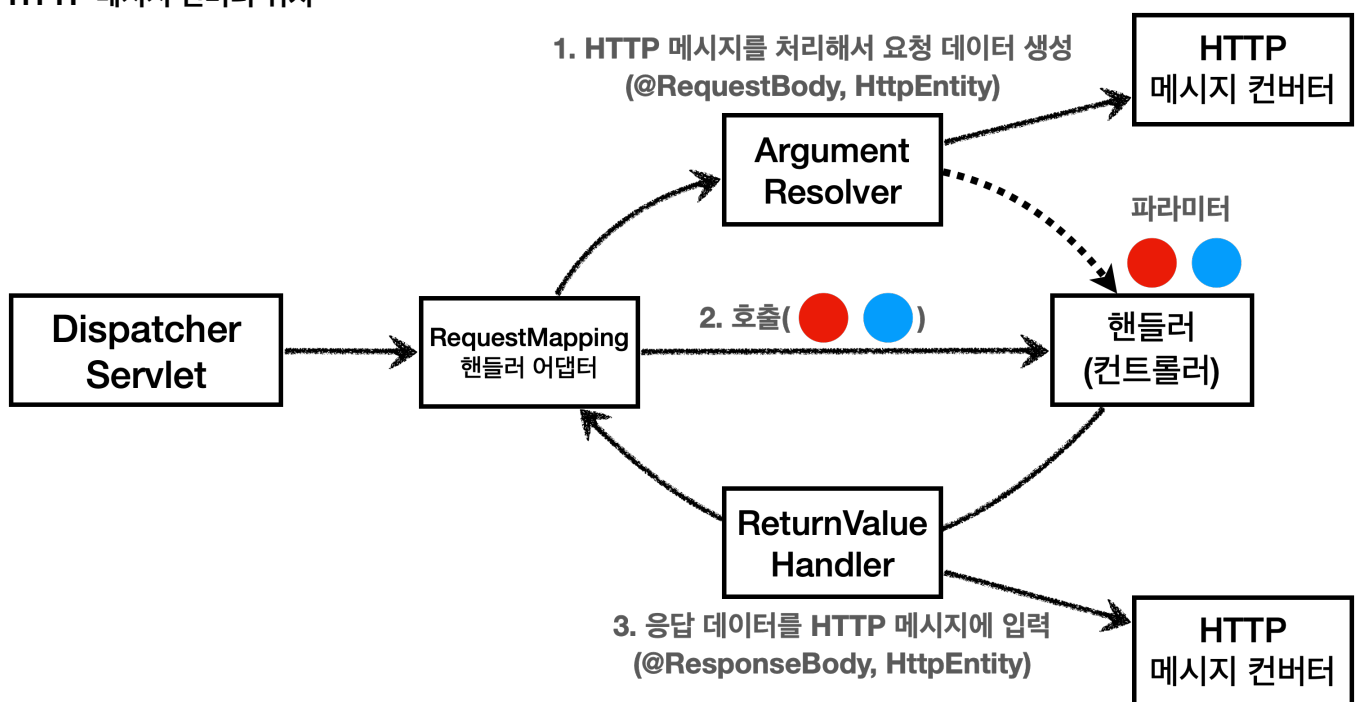 1. HTTP 메시지를 처리해서 요청 데이터 생성
(@RequestBody, HttpEntity)
HTTP
메시지 컨버터
Argument
Resolver
파라미터
Dispatcher
Servlet
RequestMapping
핸들러 어댑터
2. 호출( )
핸들러
(컨트롤러)
ReturnValue
Handler
3. 응답 데이터를 HTTP 메시지에 입력
(@ResponseBody, HttpEntity)
HTTP
메시지 컨버터